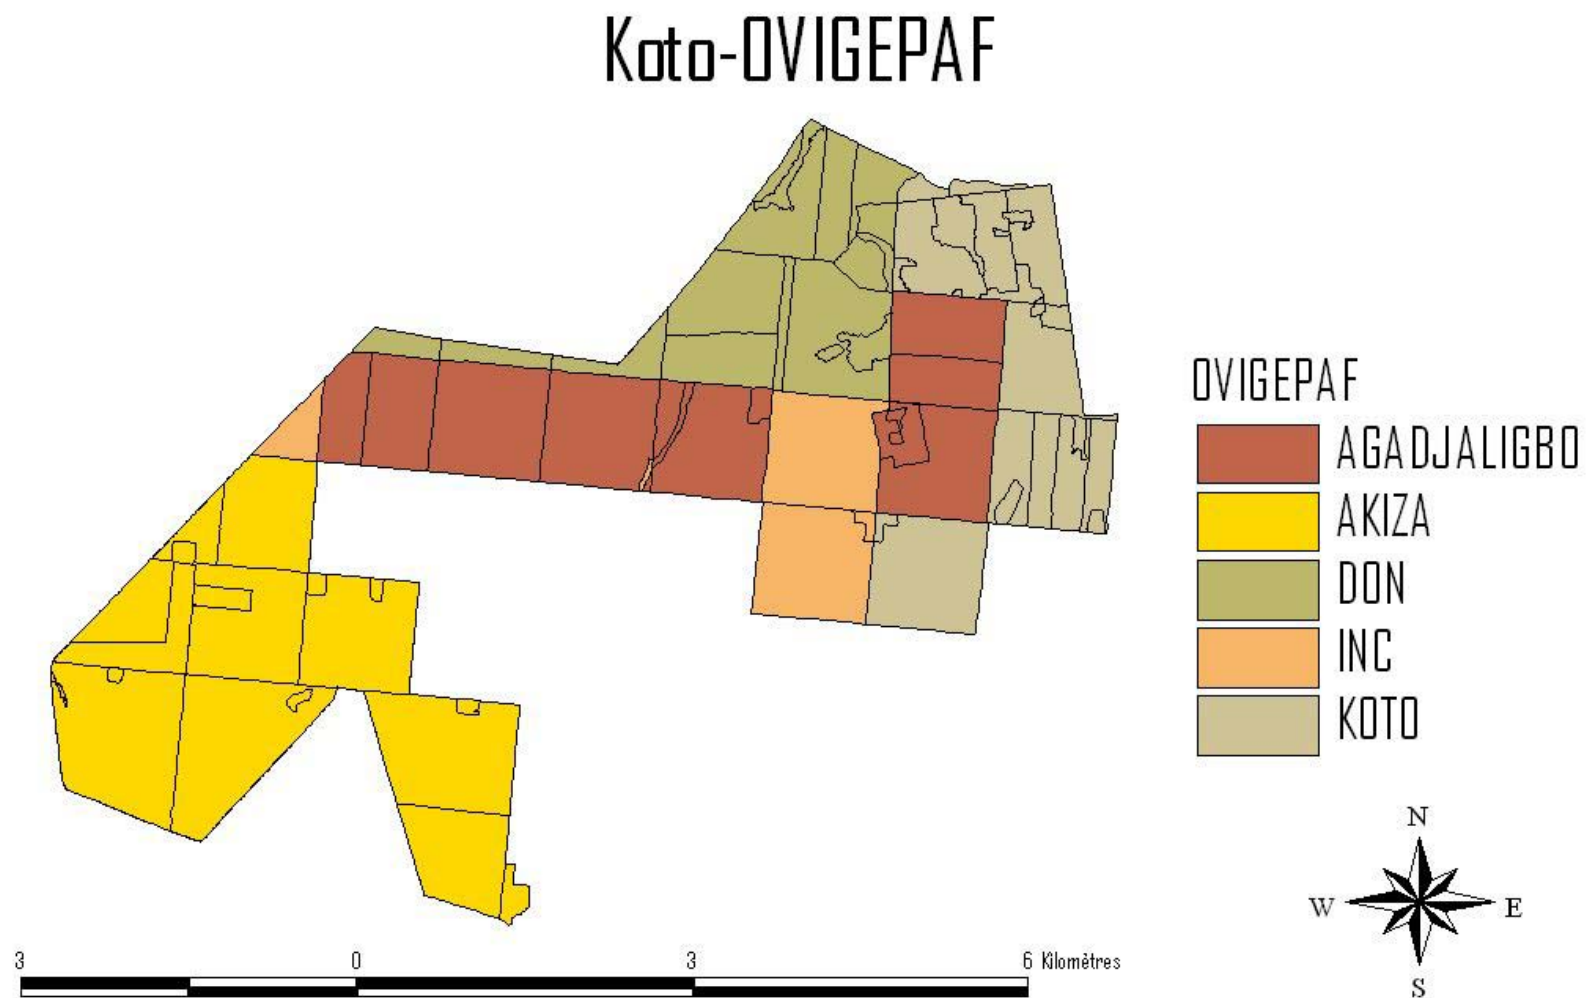 Koto-OVIGEPAF
OVIGEPAF
AGADJALIGBO
AKIZA
DON
INC
KOTO
N
W E
S
3 0 3 6 Kilomètres